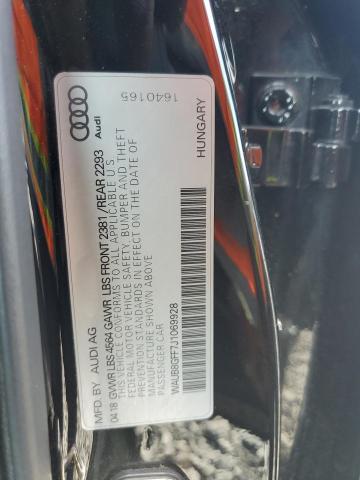 MFD. BY AUDI AG
0418 GVWR LBS 4564 GAWR LBS FRONT 2381/REAR 2293
THIS VEHICLE CONFORMS TO ALL APPLICABLE U S
FEDERAL MOTOR VEHICLE SAFETY, BUMPER AND THEFT
PREVENTION STANDARDS IN EFFECT ON THE DATE OF
MANUFACTURE SHOWN ABOVE
PASSENGER CAR
WAUB8GFF7J1069928
Audi
HUNGARY
1640165